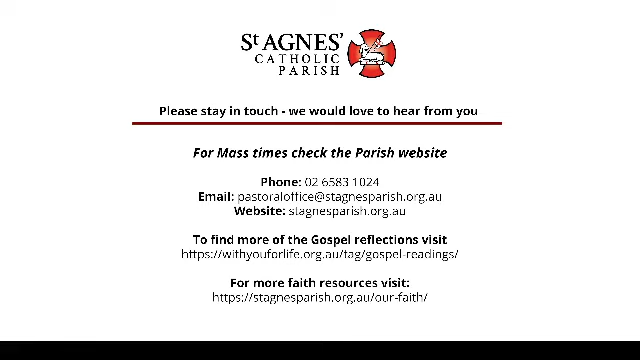 St AGNES'
CATHOLIC
PARISH
Please stay in touch - we would love to hear from you
For Mass times check the Parish website
Phone: 02 6583 1024
Email: pastoraloffice@stagnesparish.org.au
Website: stagnesparish.org.au
To find more of the Gospel reflections visit
https://withyouforlife.org.au/tag/gospel-readings/
For more faith resources visit:
https://stagnesparish.org.au/our-faith/